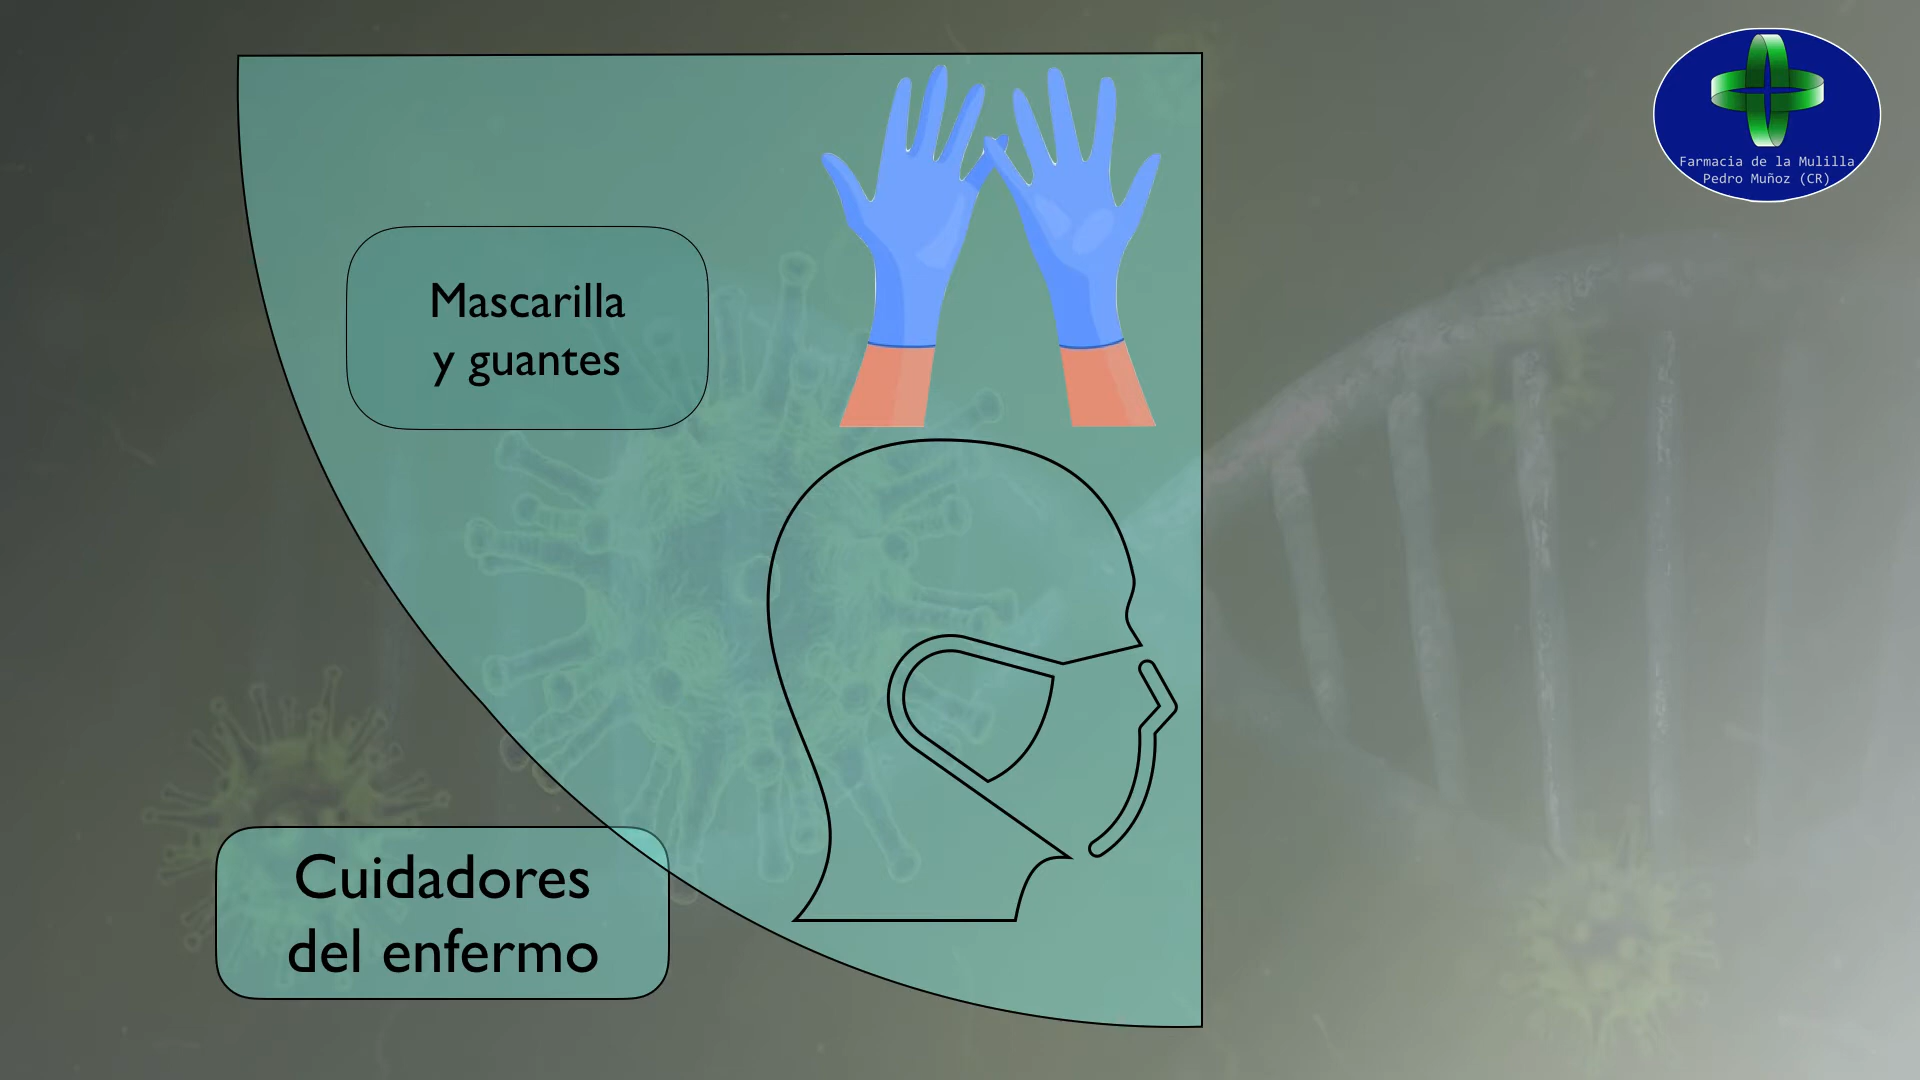 Farmacia de la Mulilla
Pedro Muñoz (CR)
Mascarilla
y guantes
Cuidadores
del enfermo